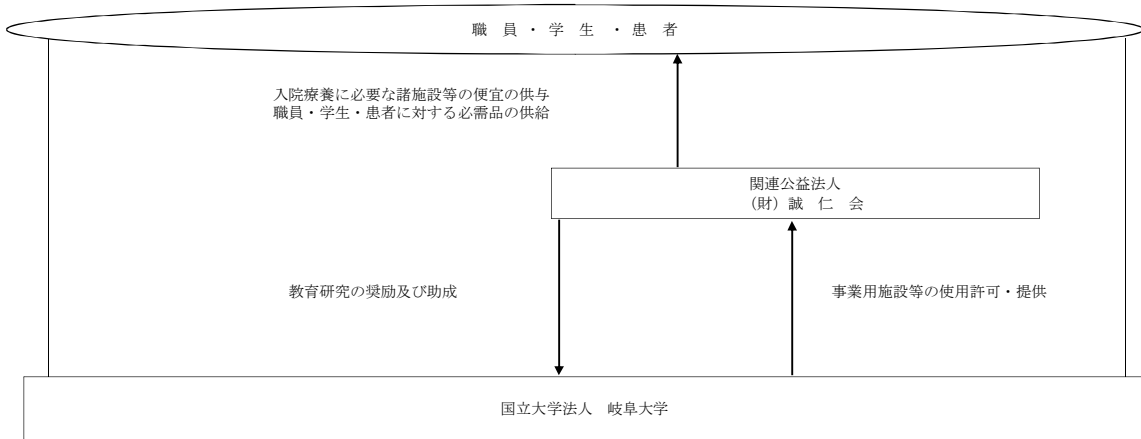 職　員　・　学　生　・　患　者
入院療養に必要な諸施設等の便宜の供与
職員・学生・患者に対する必需品の供給
関連公益法人
（財）誠　仁　会
教育研究の奨励及び助成
事業用施設等の使用許可・提供
国立大学法人　岐阜大学